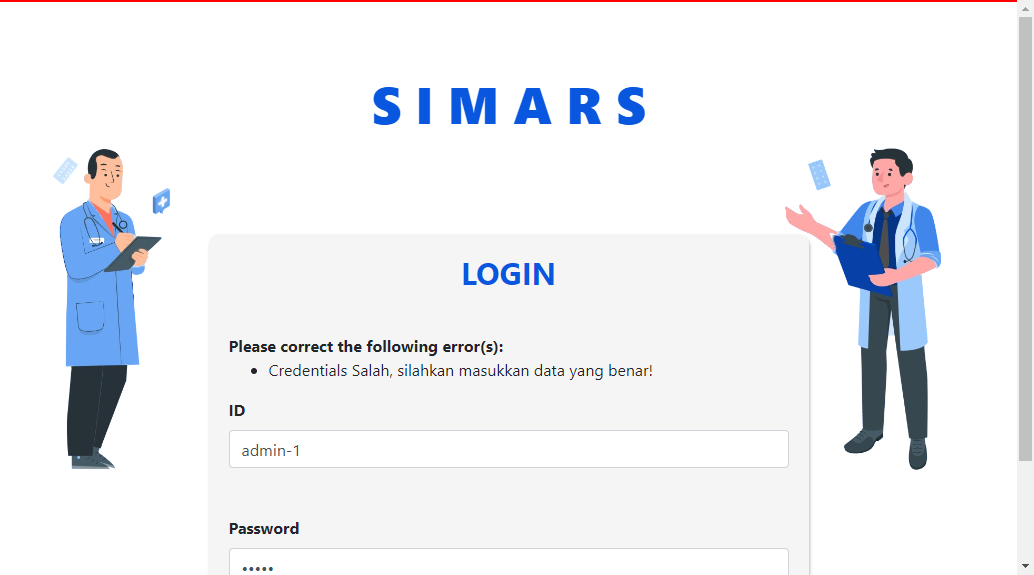 SIMARS
LOGIN
Please correct the following error(s):
Credentials Salah, silahkan masukkan data yang benar!
ID
admin-1
Password
•••••